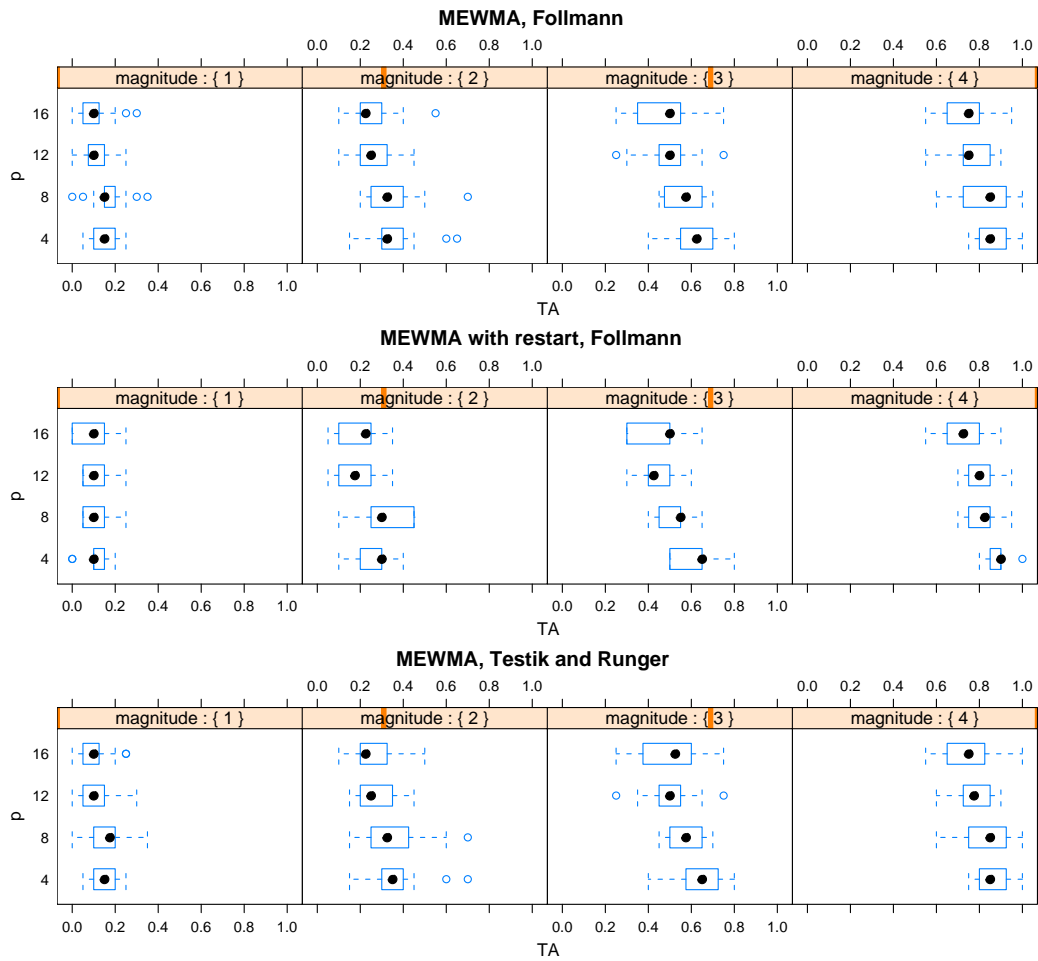 MEWMA, Follmann
0.0 0.2 0.4 0.6 0.8 1.0 0.0 0.2 0.4 0.6 0.8 1.0
magnitude : { 1 } magnitude : { 2 } magnitude : { 3 } magnitude : { 4 }
16
12
8
4
p
0.0 0.2 0.4 0.6 0.8 1.0 0.0 0.2 0.4 0.6 0.8 1.0
TA
MEWMA with restart, Follmann
0.0 0.2 0.4 0.6 0.8 1.0 0.0 0.2 0.4 0.6 0.8 1.0
magnitude : { 1 } magnitude : { 2 } magnitude : { 3 } magnitude : { 4 }
16
12
8
4
p
0.0 0.2 0.4 0.6 0.8 1.0 0.0 0.2 0.4 0.6 0.8 1.0
TA
MEWMA, Testik and Runger
0.0 0.2 0.4 0.6 0.8 1.0 0.0 0.2 0.4 0.6 0.8 1.0
magnitude : { 1 } magnitude : { 2 } magnitude : { 3 } magnitude : { 4 }
16
12
8
4
p
0.0 0.2 0.4 0.6 0.8 1.0 0.0 0.2 0.4 0.6 0.8 1.0
TA